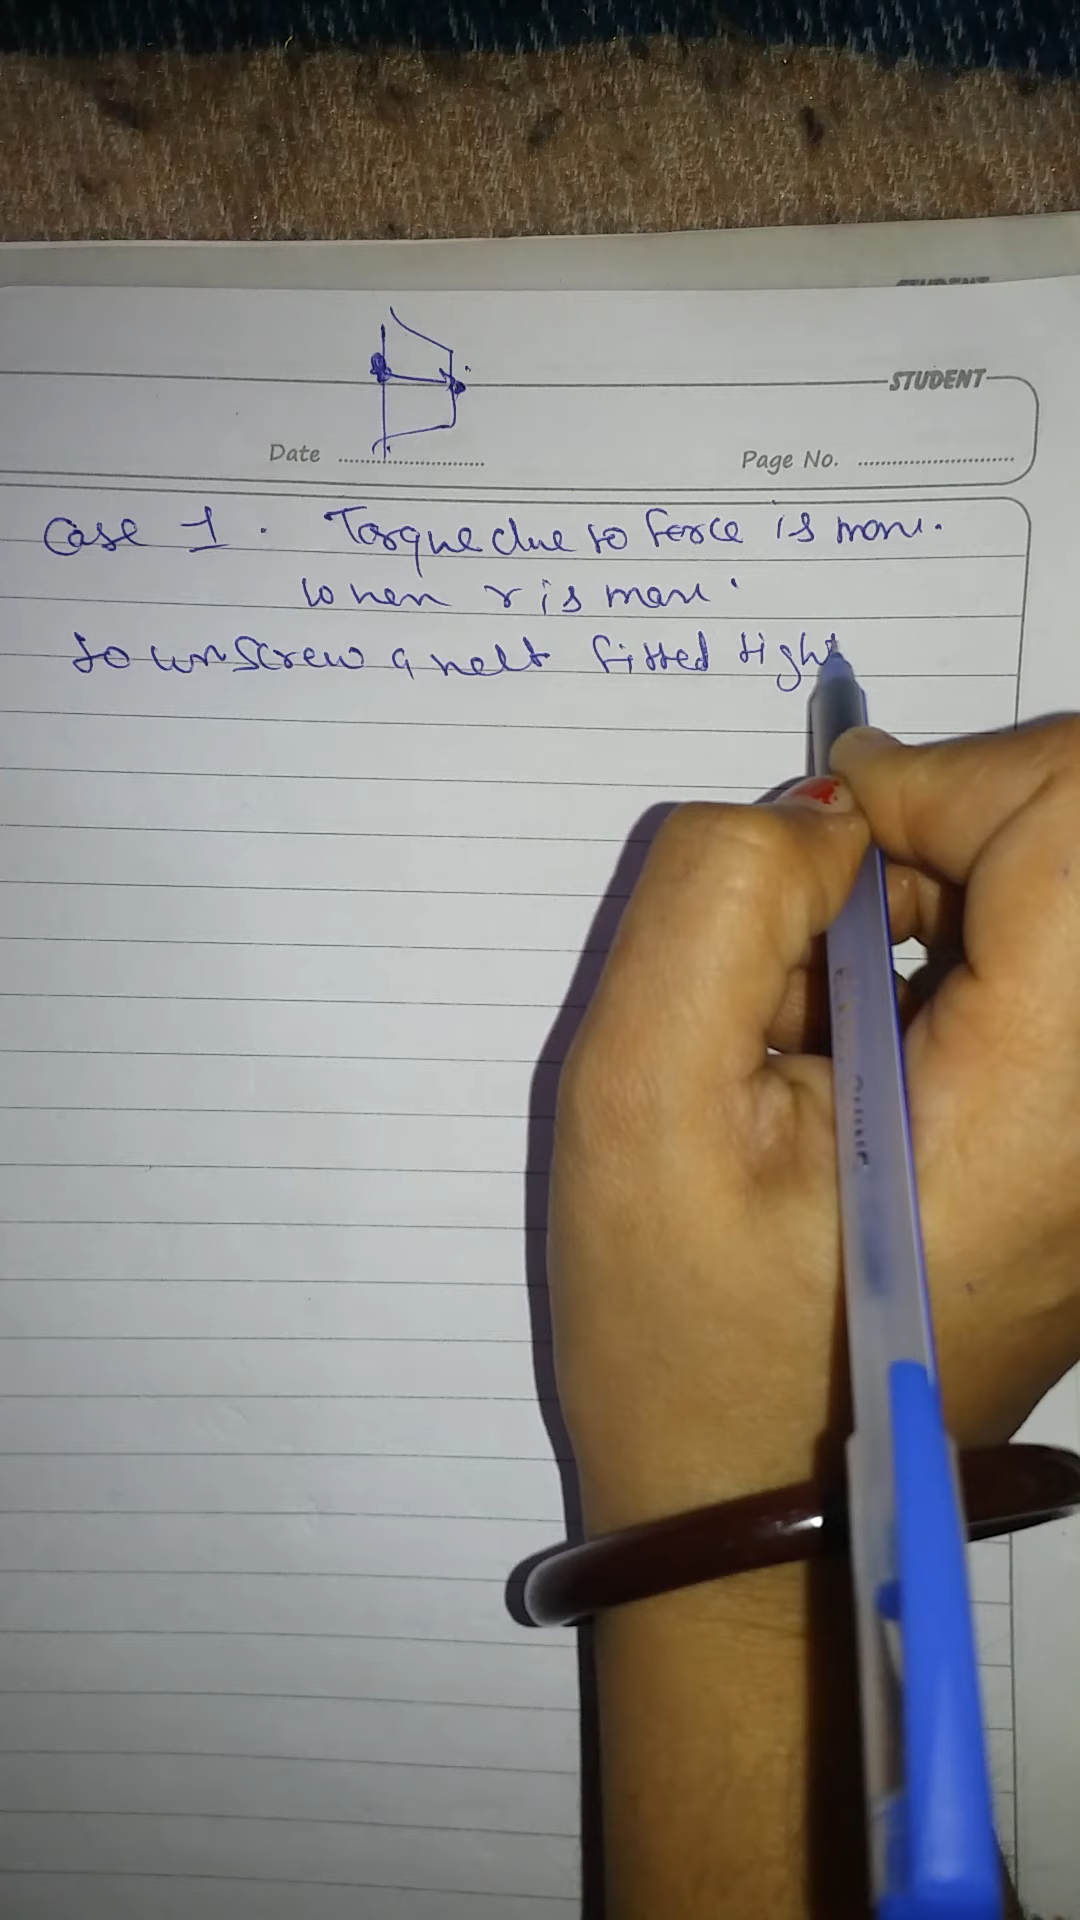 STUDENT
Date
Page No.
Case 1. Torque due to force is max.
when r is max.
to unscrew a nelt fitted tight